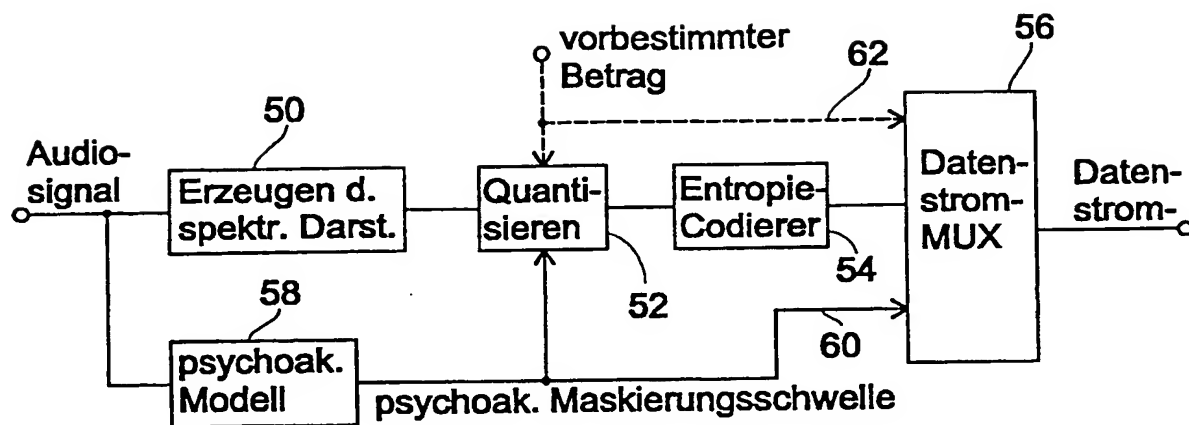 vorbestimmter
Betrag
56
62
50
Audio-
signal
Erzeugen d.
spektr. Darst.
Quanti-
sieren
Entropie-
Codierer
Daten-
strom-
MUX
Daten-
strom-
52
54
58
60
psychoak.
Modell
psychoak. Maskierungsschwelle